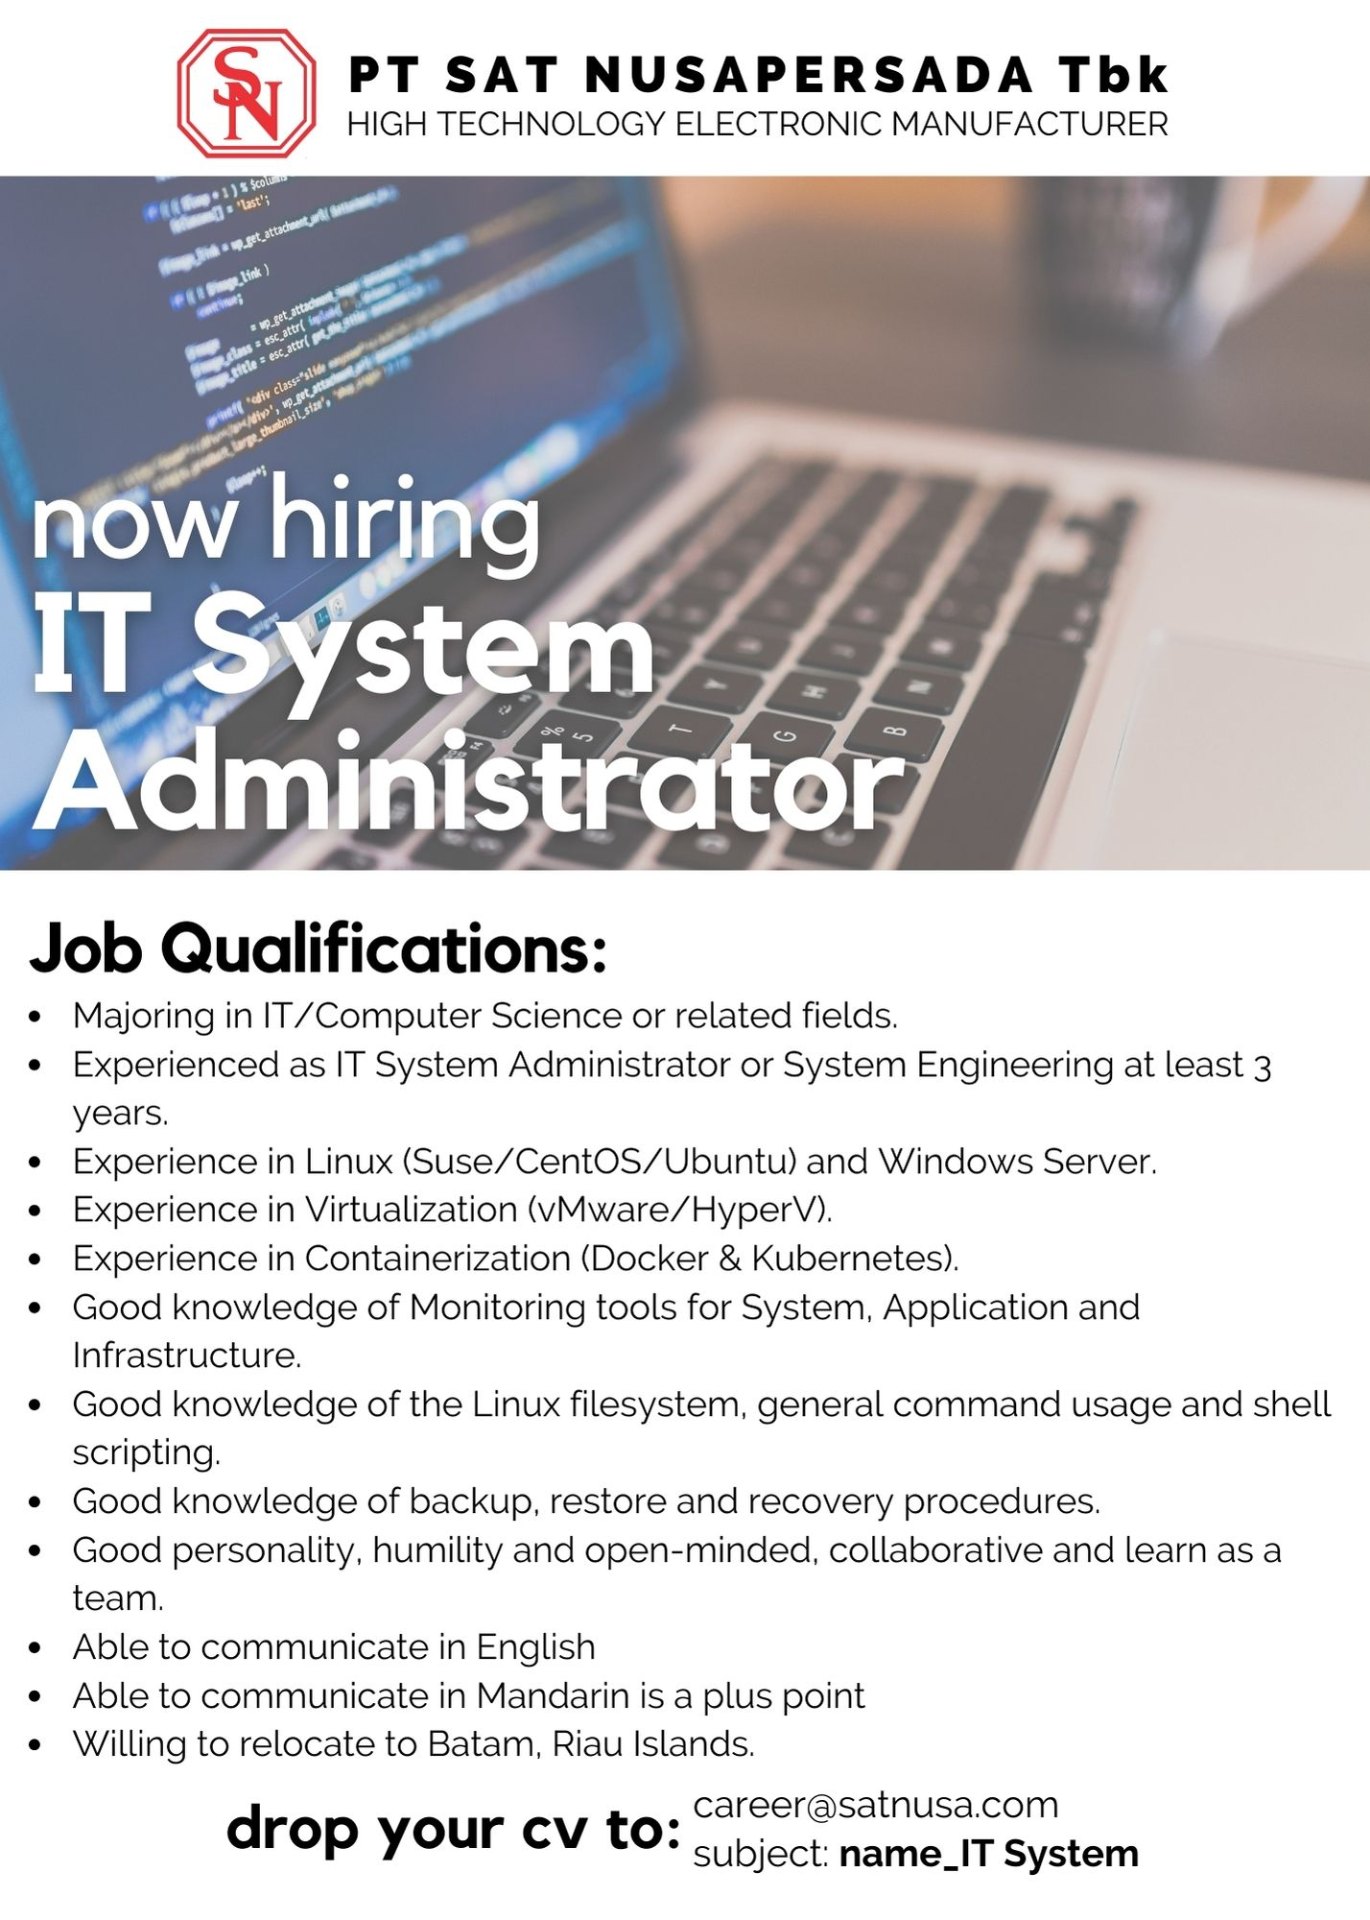 SN
PT SAT NUSAPERSADA Tbk
HIGH TECHNOLOGY ELECTRONIC MANUFACTURER
'last';
= wp_get_attachment_url(
continue;
now hiring
IT System
Administrator
Job Qualifications:
• Majoring in IT/Computer Science or related fields.
• Experienced as IT System Administrator or System Engineering at least 3
years.
• Experience in Linux (Suse/CentOS/Ubuntu) and Windows Server.
• Experience in Virtualization (vMware/HyperV).
• Experience in Containerization (Docker & Kubernetes).
• Good knowledge of Monitoring tools for System, Application and
Infrastructure.
• Good knowledge of the Linux filesystem, general command usage and shell
scripting.
• Good knowledge of backup, restore and recovery procedures.
• Good personality, humility and open-minded, collaborative and learn as a
team.
• Able to communicate in English
• Able to communicate in Mandarin is a plus point
• Willing to relocate to Batam, Riau Islands.
drop your cv to:
career@satnusa.com
subject: name_IT System